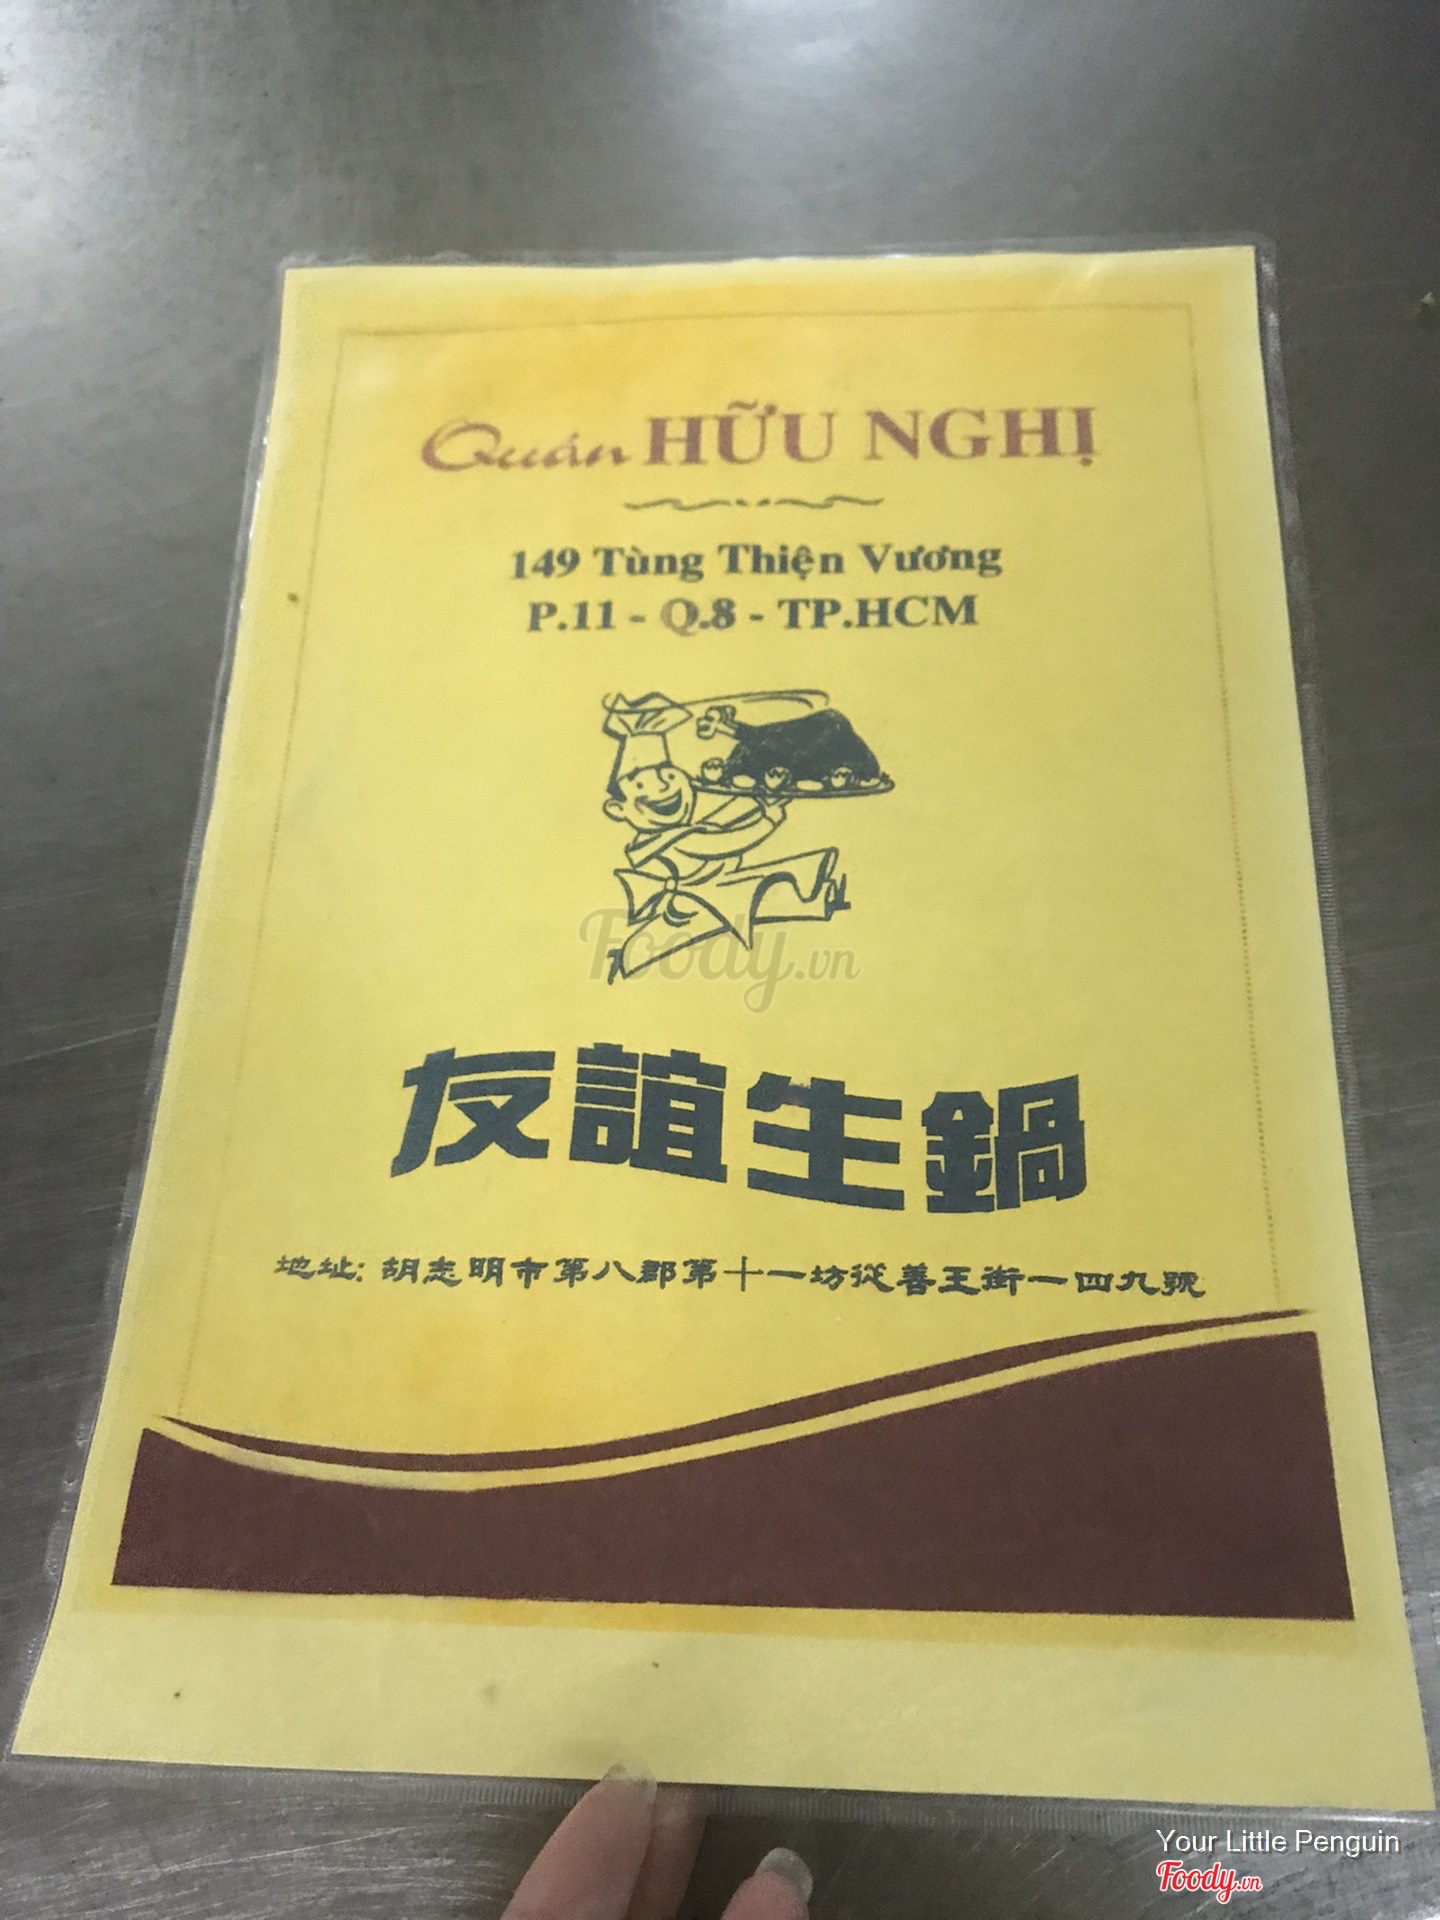 Quán HỮU NGHỊ
149 Tùng Thiện Vương
P.11 - Q.8 - TP.HCM
Foody.vn
友誼生鍋
地址: 胡志明市第八郡第十一坊從善王街一四九號
Your Little Penguin
Foody.vn